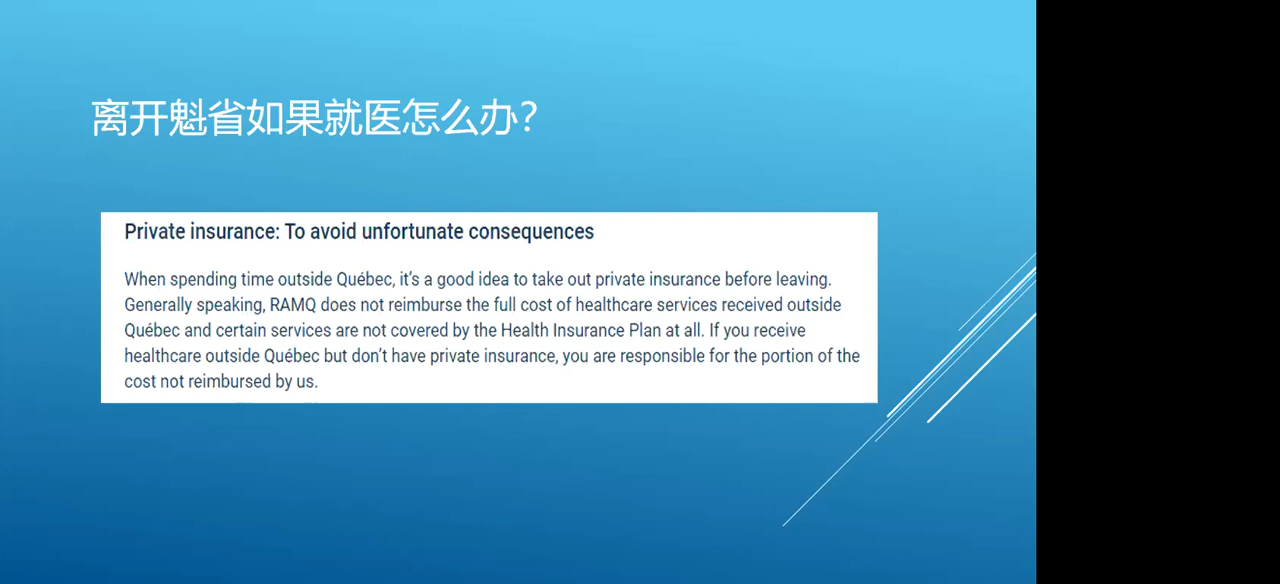 离开魁省如果就医怎么办？
Private insurance: To avoid unfortunate consequences
When spending time outside Québec, it's a good idea to take out private insurance before leaving.
Generally speaking, RAMQ does not reimburse the full cost of healthcare services received outside
Québec and certain services are not covered by the Health Insurance Plan at all. If you receive
healthcare outside Québec but don't have private insurance, you are responsible for the portion of the
cost not reimbursed by us.